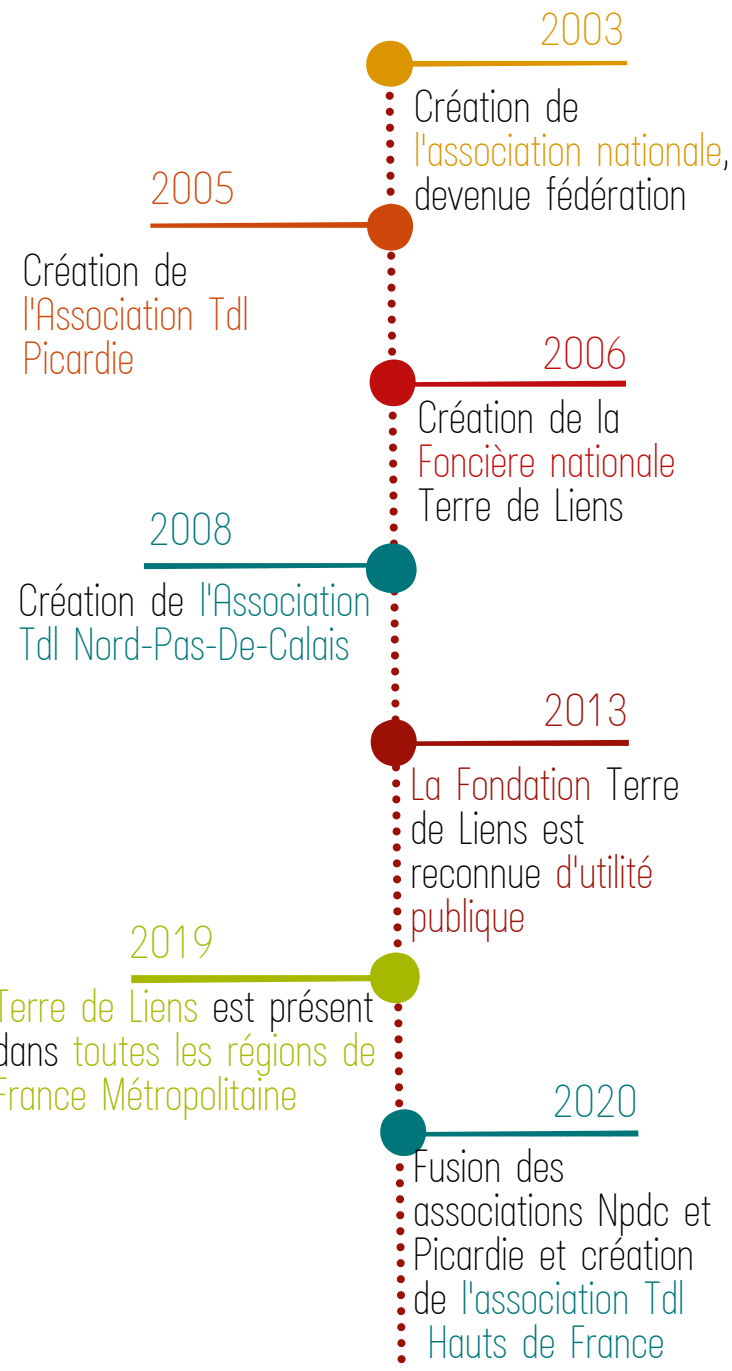 2003
Création de
l'association nationale,
devenue fédération
2005
Création de
l'Association Tdl
Picardie
2006
Création de la
Foncière nationale
Terre de Liens
2008
Création de l'Association
Tdl Nord-Pas-De-Calais
2013
La Fondation Terre
de Liens est
reconnue d'utilité
publique
2019
Terre de Liens est présent
dans toutes les régions de
France Métropolitaine
2020
Fusion des
associations Npdc et
Picardie et création
de l'association Tdl
Hauts de France